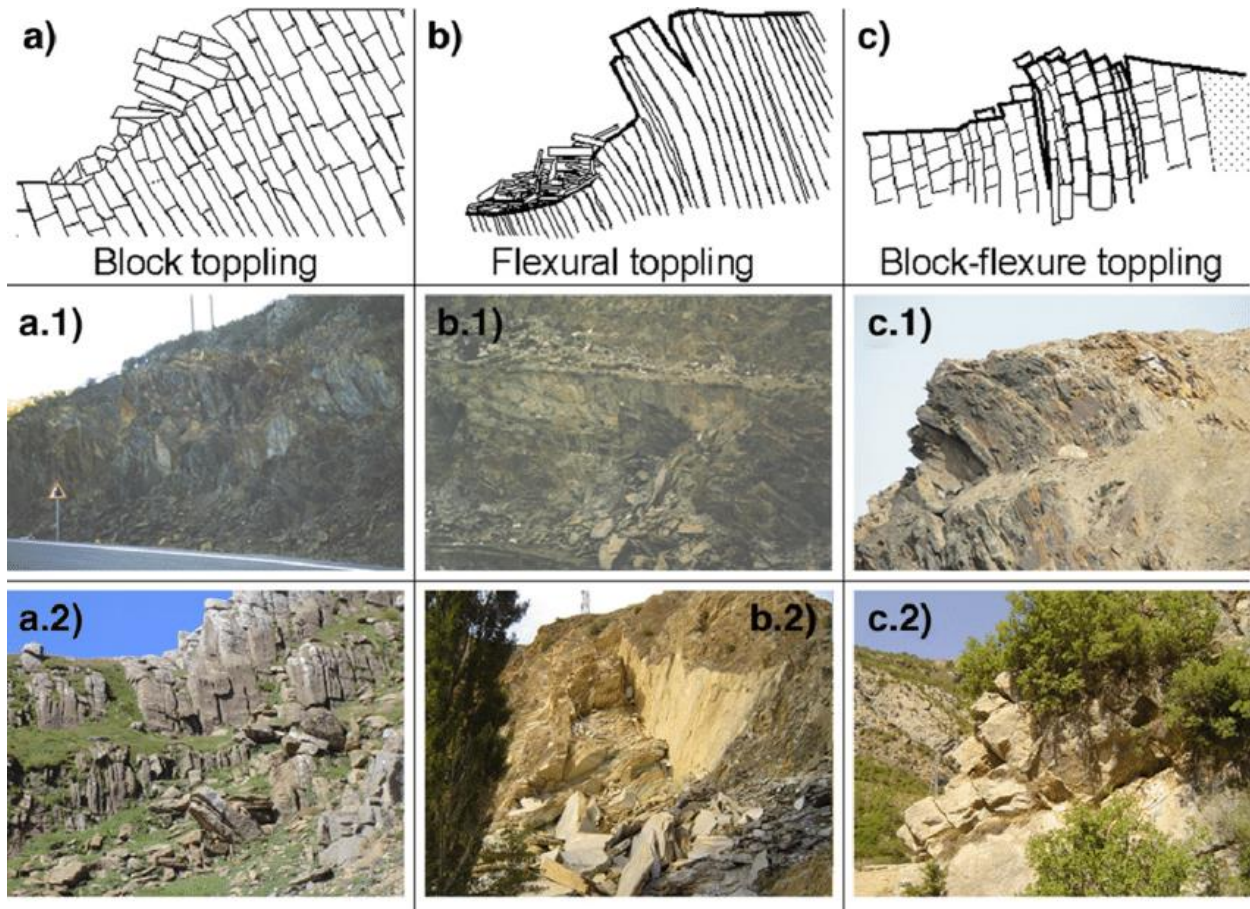 a)
b)
c)
Block toppling
Flexural toppling
Block-flexure toppling
a.1)
b.1)
c.1)
a.2)
b.2)
c.2)